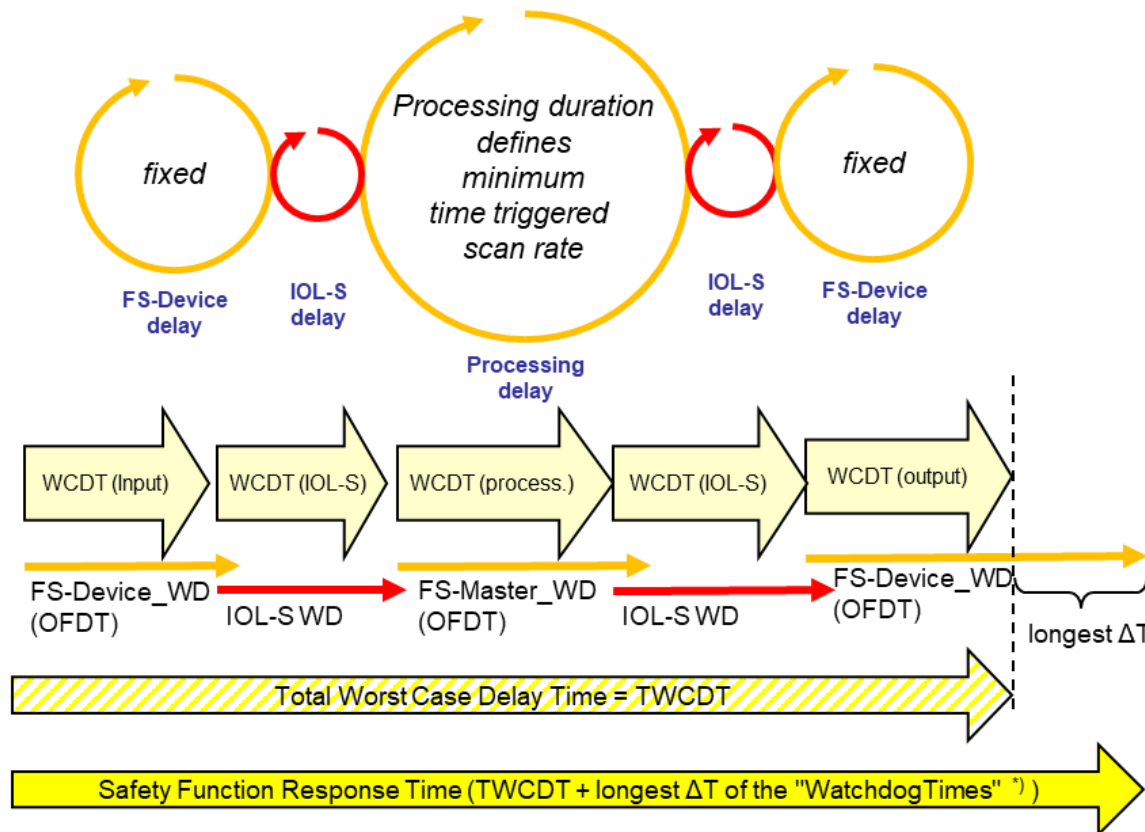 fixed
Processing duration
defines
minimum
time triggered
scan rate
fixed
FS-Device
delay
IOL-S
delay
Processing
delay
IOL-S
delay
FS-Device
delay
WCDT (Input)
WCDT (IOL-S)
WCDT (process.)
WCDT (IOL-S)
WCDT (output)
FS-Device_WD
(OFDT)
IOL-S WD
FS-Master_WD
(OFDT)
IOL-S WD
FS-Device_WD
(OFDT)
longest ΔT
Total Worst Case Delay Time = TWCDT
Safety Function Response Time (TWCDT + longest ΔT of the "WatchdogTimes" *) )